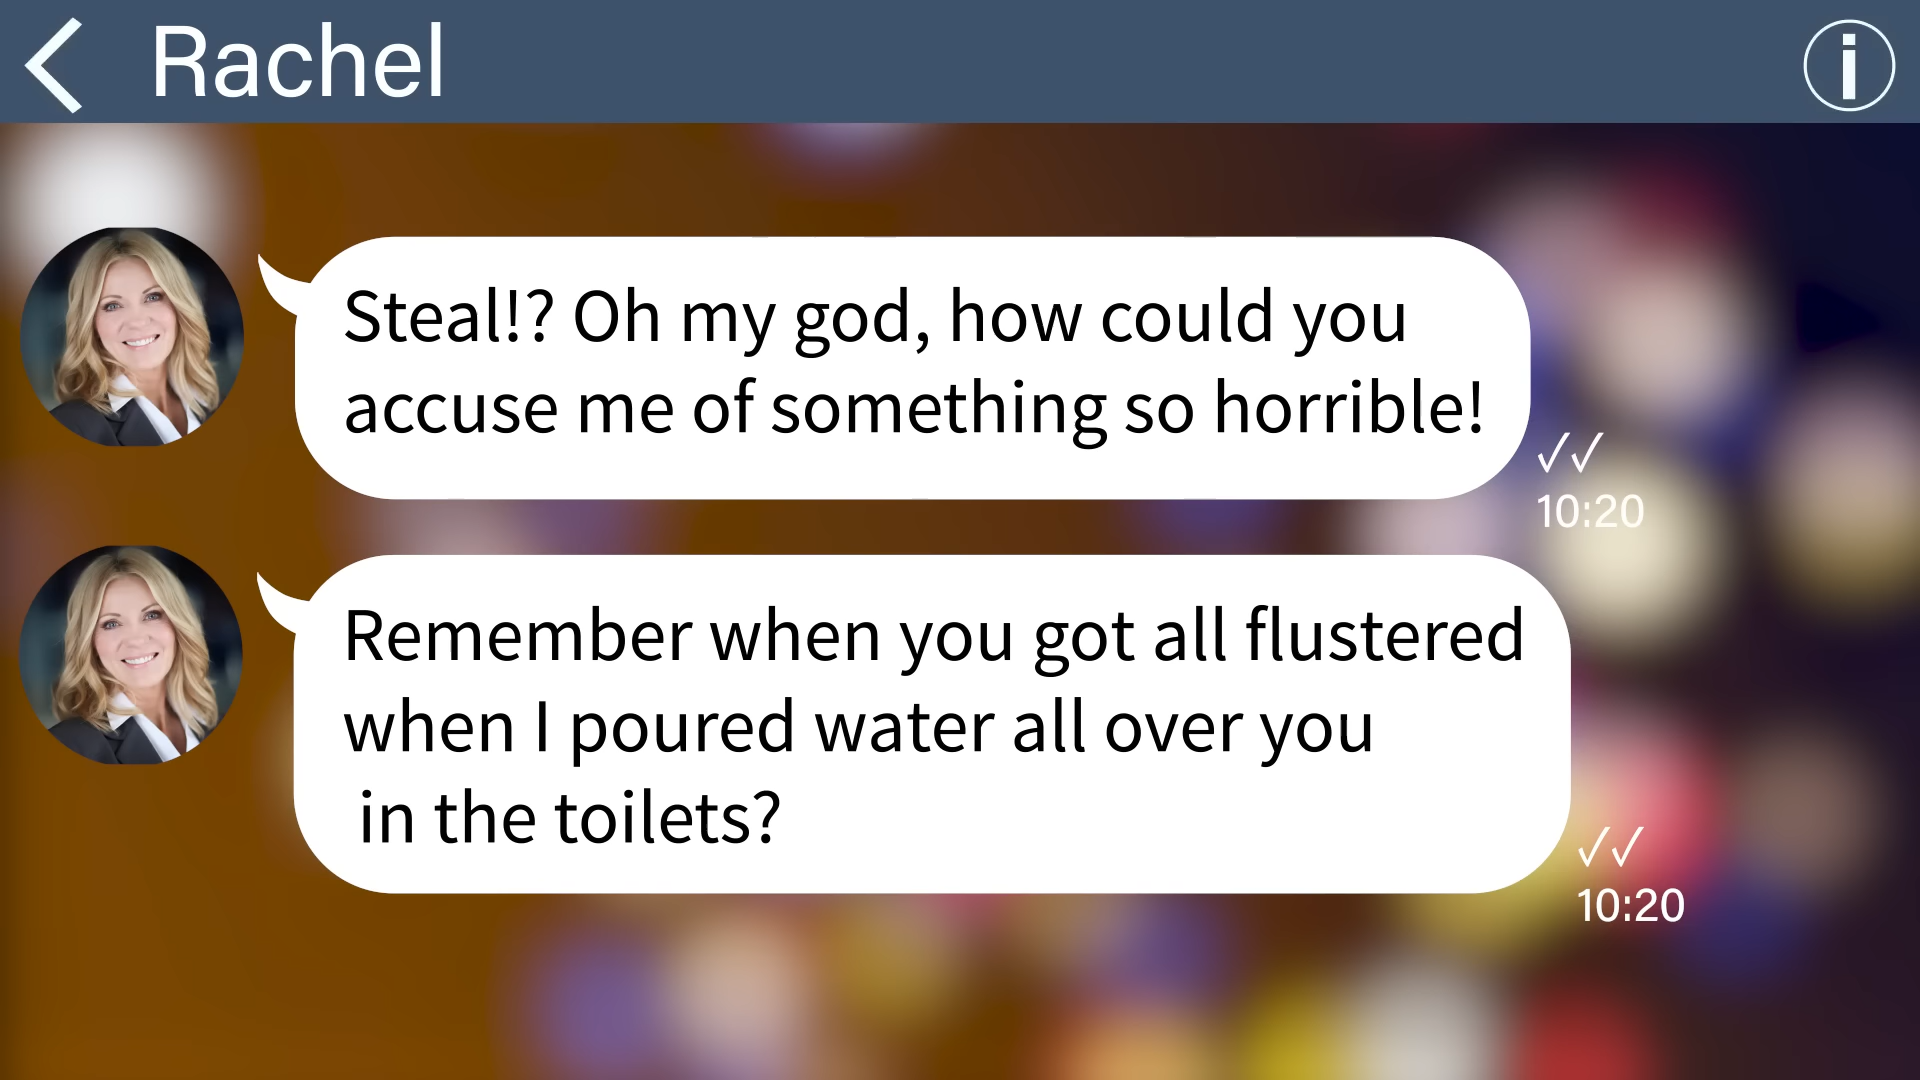 Rachel
Steal!? Oh my god, how could you
accuse me of something so horrible!
✓✓
10:20
Remember when you got all flustered
when I poured water all over you
in the toilets?
✓✓
10:20